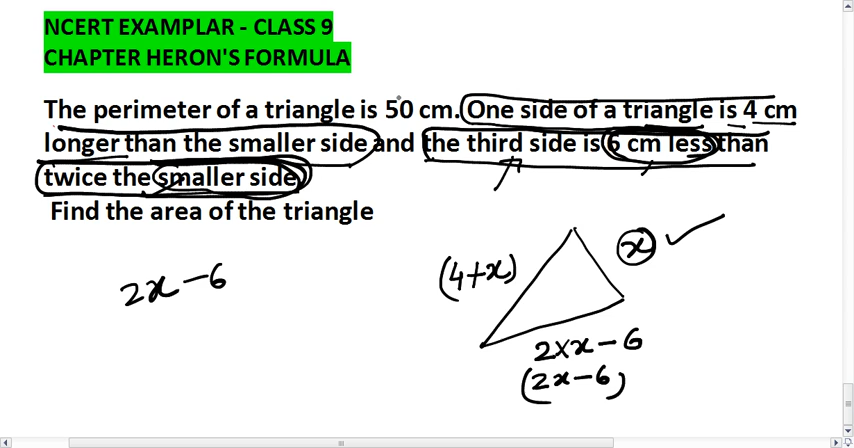 NCERT EXAMPLAR - CLASS 9
CHAPTER HERON'S FORMULA
The perimeter of a triangle is 50 cm. One side of a triangle is 4 cm
longer than the smaller side and the third side is 6 cm less than
twice the smaller side
Find the area of the triangle
x
(4+x)
2x-6
2×x-6
(2x-6)